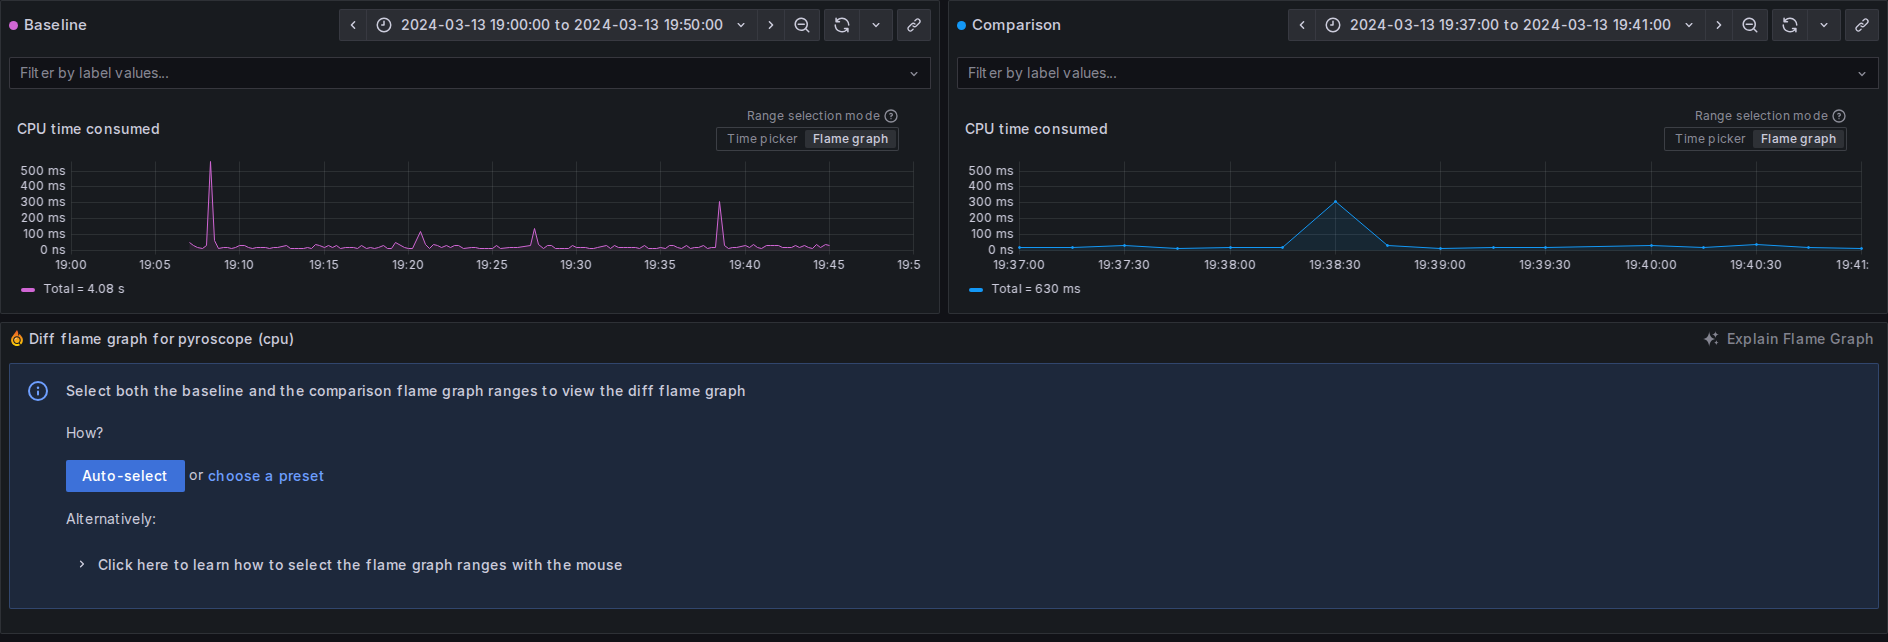 Baseline
2024-03-13 19:00:00 to 2024-03-13 19:50:00
Filter by label values...
Range selection mode
CPU time consumed
Time picker Flame graph
500 ms
400 ms
300 ms
200 ms
100 ms
0 ns
19:00 19:05 19:10 19:15 19:20 19:25 19:30 19:35 19:40 19:45 19:5
Total = 4.08 s
Comparison
2024-03-13 19:37:00 to 2024-03-13 19:41:00
Filter by label values...
Range selection mode
CPU time consumed
Time picker Flame graph
500 ms
400 ms
300 ms
200 ms
100 ms
0 ns
19:37:00 19:37:30 19:38:00 19:38:30 19:39:00 19:39:30 19:40:00 19:40:30 19:41:
Total = 630 ms
Diff flame graph for pyroscope (cpu)
Explain Flame Graph
Select both the baseline and the comparison flame graph ranges to view the diff flame graph
How?
Auto-select or choose a preset
Alternatively:
Click here to learn how to select the flame graph ranges with the mouse